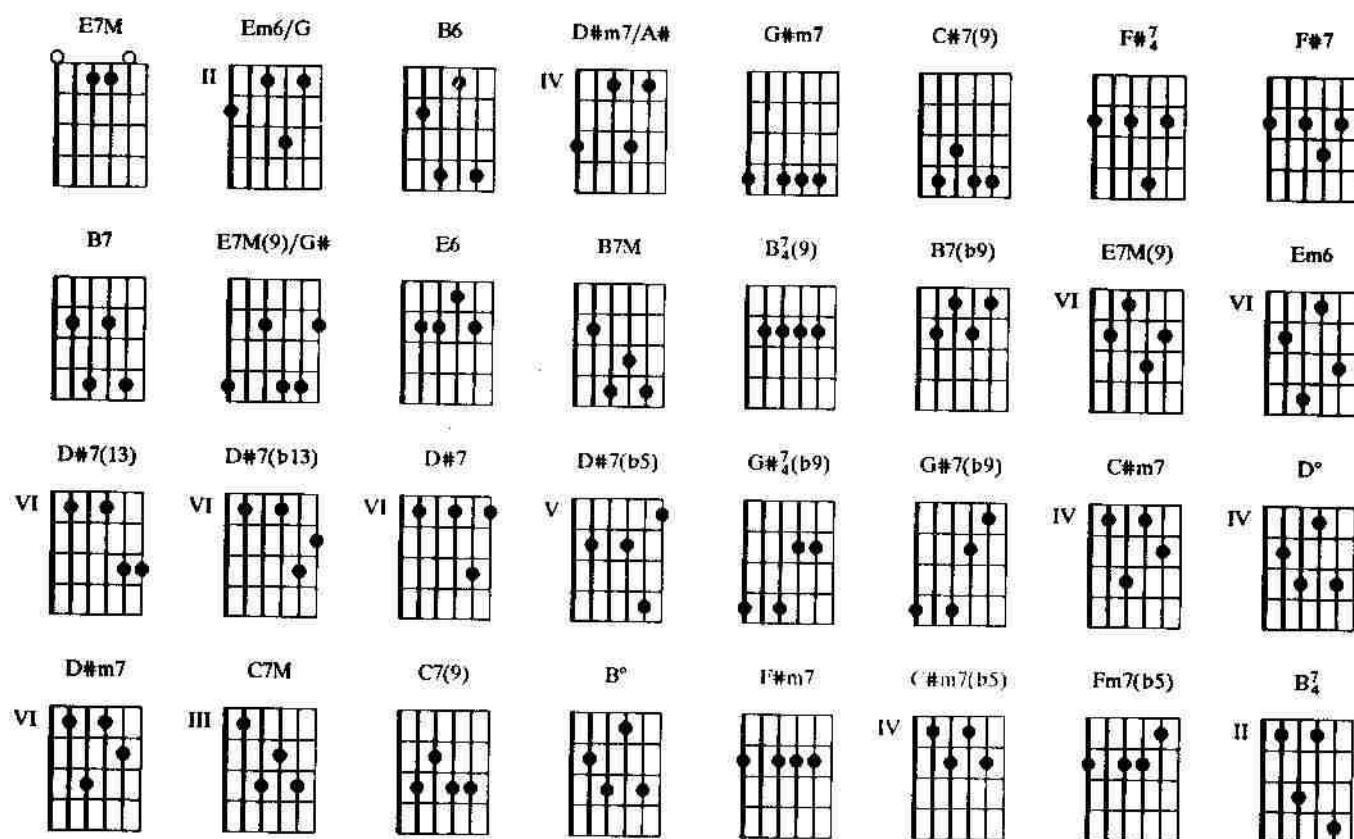 E7M Em6/G B6 D#m7/A# G#m7 C#7(9) F#7/4 F#7
II IV
B7 E7M(9)/G# E6 B7M B7/4(9) B7(b9) E7M(9) Em6
VI VI
D#7(13) D#7(b13) D#7 D#7(b5) G#7/4(b9) G#7(b9) C#m7 D°
VI VI VI V IV IV
D#m7 C7M C7(9) B° F#m7 C#m7(b5) Fm7(b5) B7/4
VI III IV II